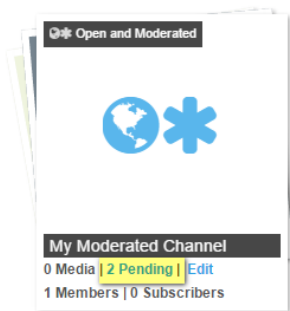 Open and Moderated
My Moderated Channel
0 Media | 2 Pending | Edit
1 Members | 0 Subscribers